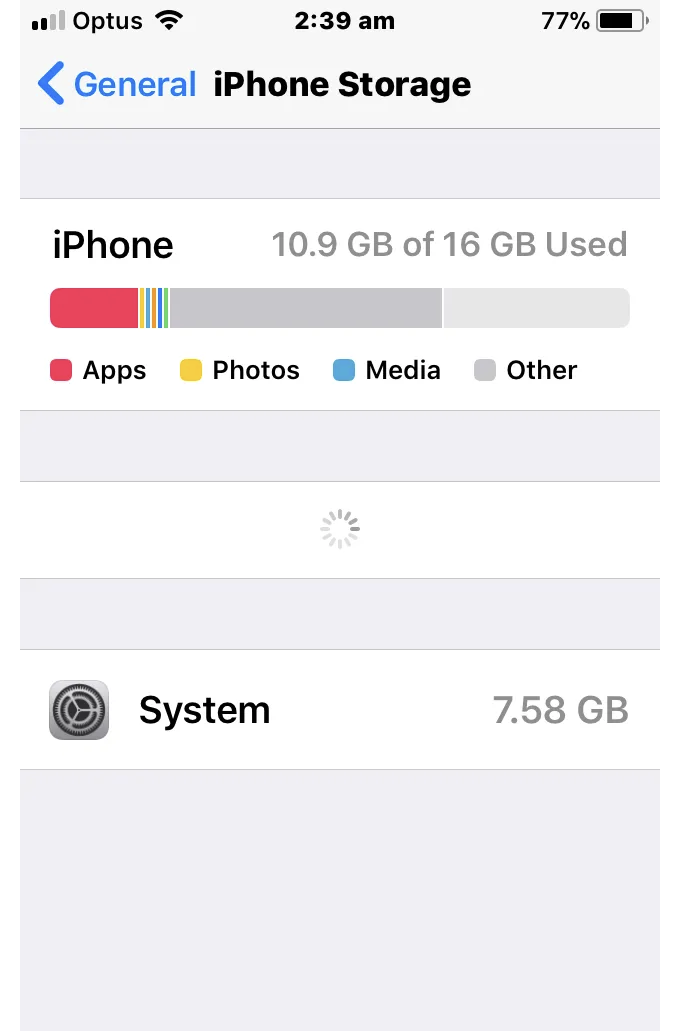 Optus 2:39 am 77%
General iPhone Storage
iPhone 10.9 GB of 16 GB Used
Apps Photos Media Other
System 7.58 GB